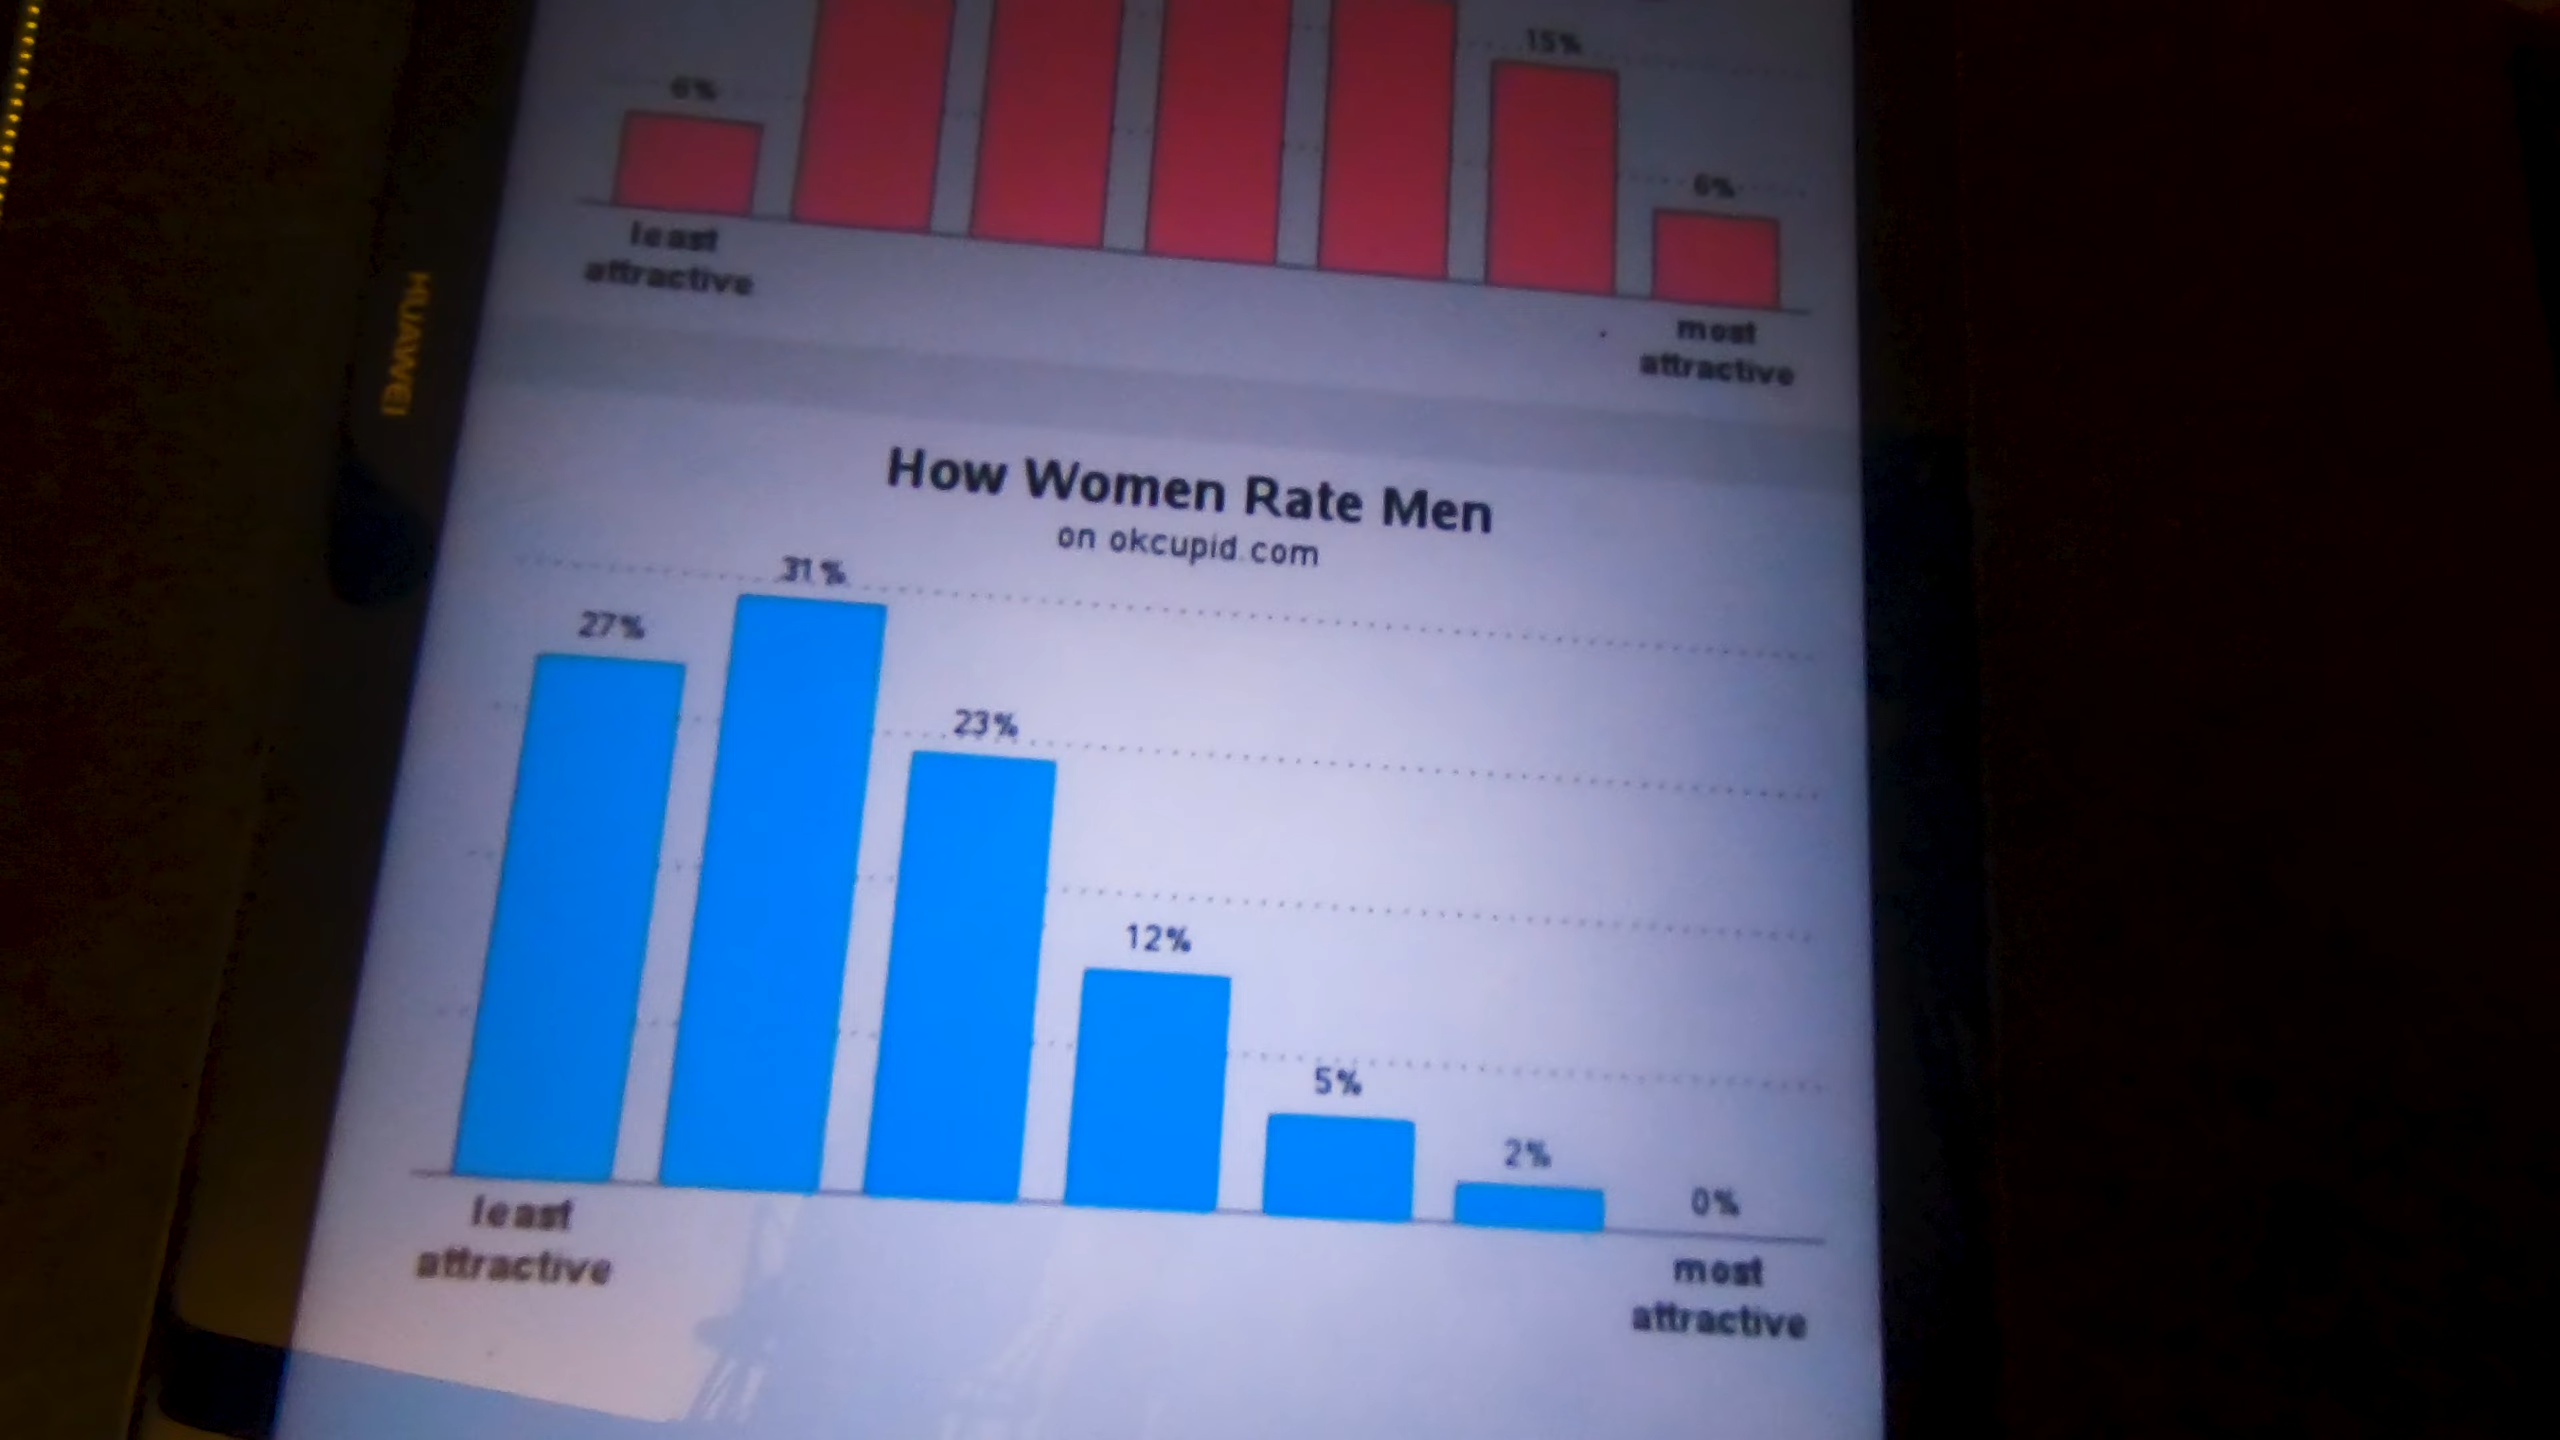 15%
6%
6%
least
attractive
most
attractive
HUAWEI
How Women Rate Men
on okcupid.com
31%
27%
23%
12%
5%
2%
0%
least
attractive
most
attractive